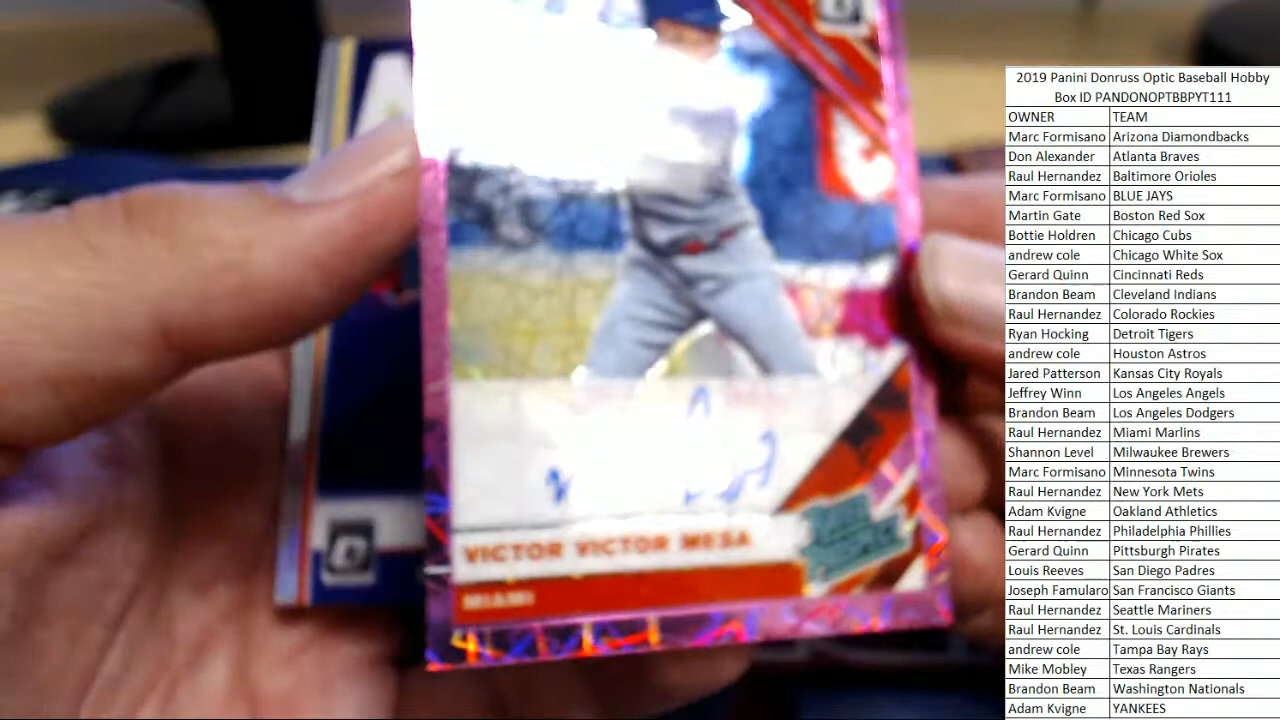 VICTOR VICTOR MESA
MIAMI
2019 Panini Donruss Optic Baseball Hobby
Box ID PANDONOPTBBPYT111
OWNER TEAM
Marc Formisano Arizona Diamondbacks
Don Alexander Atlanta Braves
Raul Hernandez Baltimore Orioles
Marc Formisano BLUE JAYS
Martin Gate Boston Red Sox
Bottie Holdren Chicago Cubs
andrew cole Chicago White Sox
Gerard Quinn Cincinnati Reds
Brandon Beam Cleveland Indians
Raul Hernandez Colorado Rockies
Ryan Hocking Detroit Tigers
andrew cole Houston Astros
Jared Patterson Kansas City Royals
Jeffrey Winn Los Angeles Angels
Brandon Beam Los Angeles Dodgers
Raul Hernandez Miami Marlins
Shannon Level Milwaukee Brewers
Marc Formisano Minnesota Twins
Raul Hernandez New York Mets
Adam Kvigne Oakland Athletics
Raul Hernandez Philadelphia Phillies
Gerard Quinn Pittsburgh Pirates
Louis Reeves San Diego Padres
Joseph Famularo San Francisco Giants
Raul Hernandez Seattle Mariners
Raul Hernandez St. Louis Cardinals
andrew cole Tampa Bay Rays
Mike Mobley Texas Rangers
Brandon Beam Washington Nationals
Adam Kvigne YANKEES